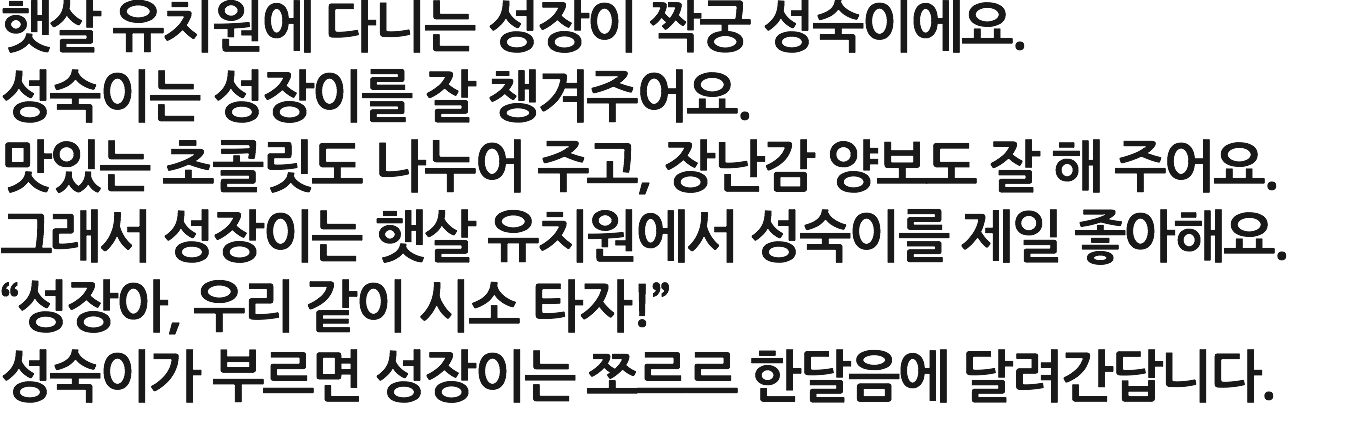 햇살 유치원에 다니는 성장이 짝궁 성숙이에요.
성숙이는 성장이를 잘 챙겨주어요.
맛있는 초콜릿도 나누어 주고, 장난감 양보도 잘 해 주어요.
그래서 성장이는 햇살 유치원에서 성숙이를 제일 좋아해요.
“성장아, 우리 같이 시소 타자!”
성숙이가 부르면 성장이는 쪼르르 한달음에 달려간답니다.